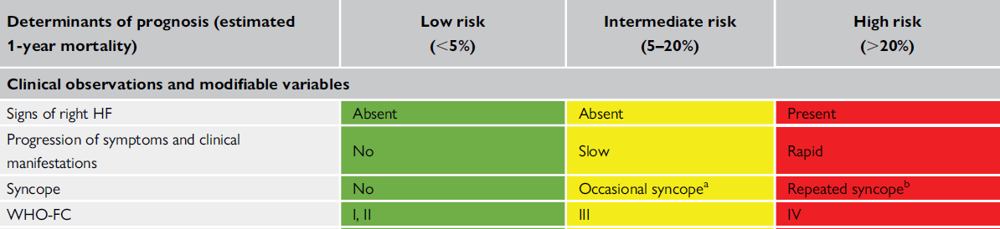 Determinants of prognosis (estimated Low risk Intermediate risk High risk
1-year mortality) (<5%) (5–20%) (>20%)
Clinical observations and modifiable variables
Signs of right HF Absent Absent Present
Progression of symptoms and clinical
manifestations No Slow Rapid
Syncope No Occasional syncopeᵃ Repeated syncopeᵇ
WHO-FC I, II III IV